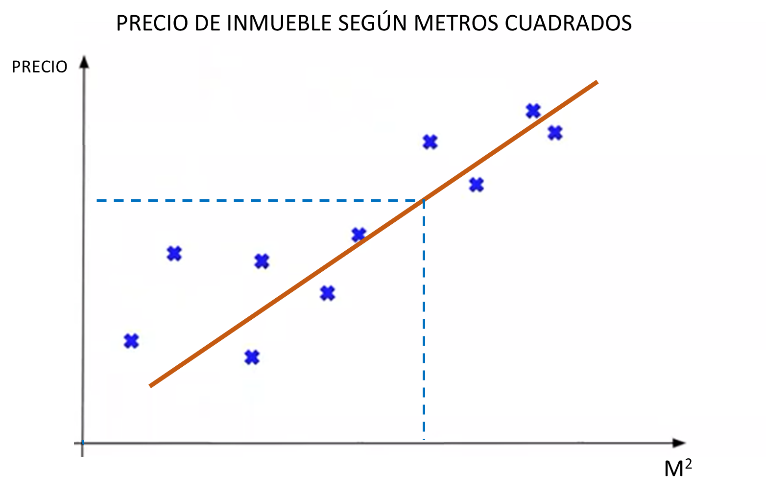 PRECIO DE INMUEBLE SEGÚN METROS CUADRADOS
PRECIO
M²